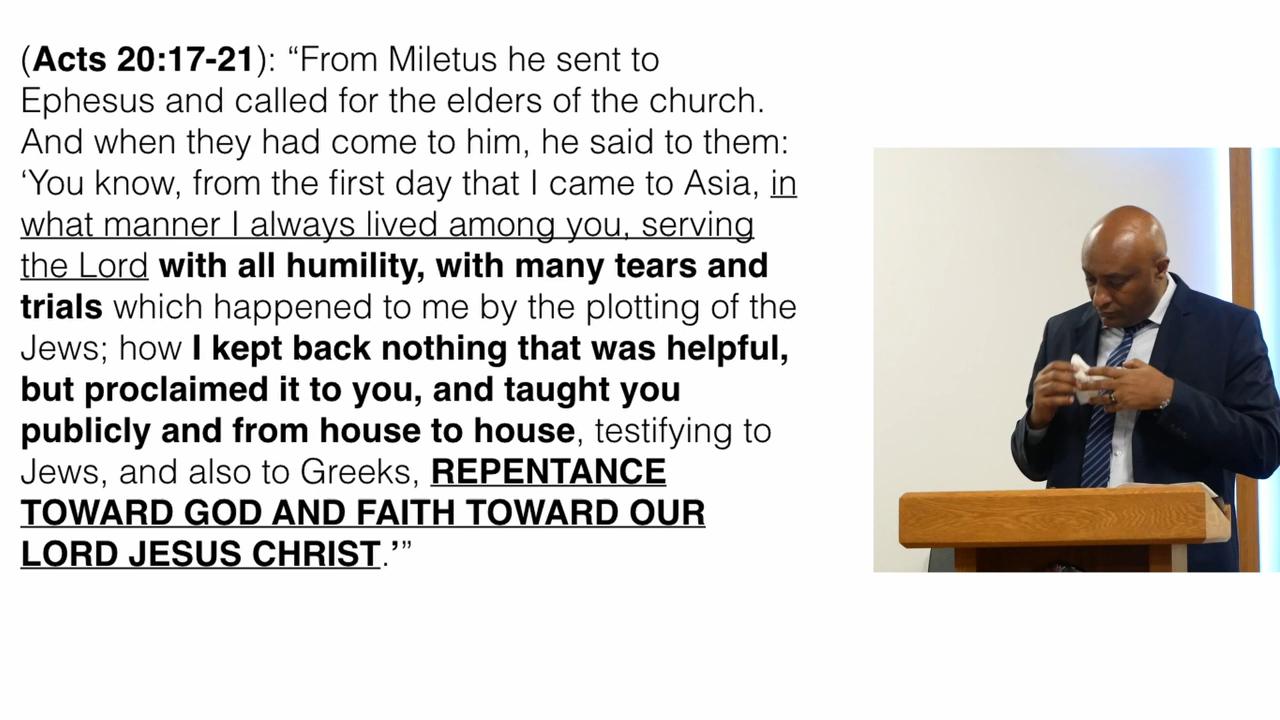 (Acts 20:17-21): “From Miletus he sent to
Ephesus and called for the elders of the church.
And when they had come to him, he said to them:
‘You know, from the first day that I came to Asia, in
what manner I always lived among you, serving
the Lord with all humility, with many tears and
trials which happened to me by the plotting of the
Jews; how I kept back nothing that was helpful,
but proclaimed it to you, and taught you
publicly and from house to house, testifying to
Jews, and also to Greeks, REPENTANCE
TOWARD GOD AND FAITH TOWARD OUR
LORD JESUS CHRIST.’”